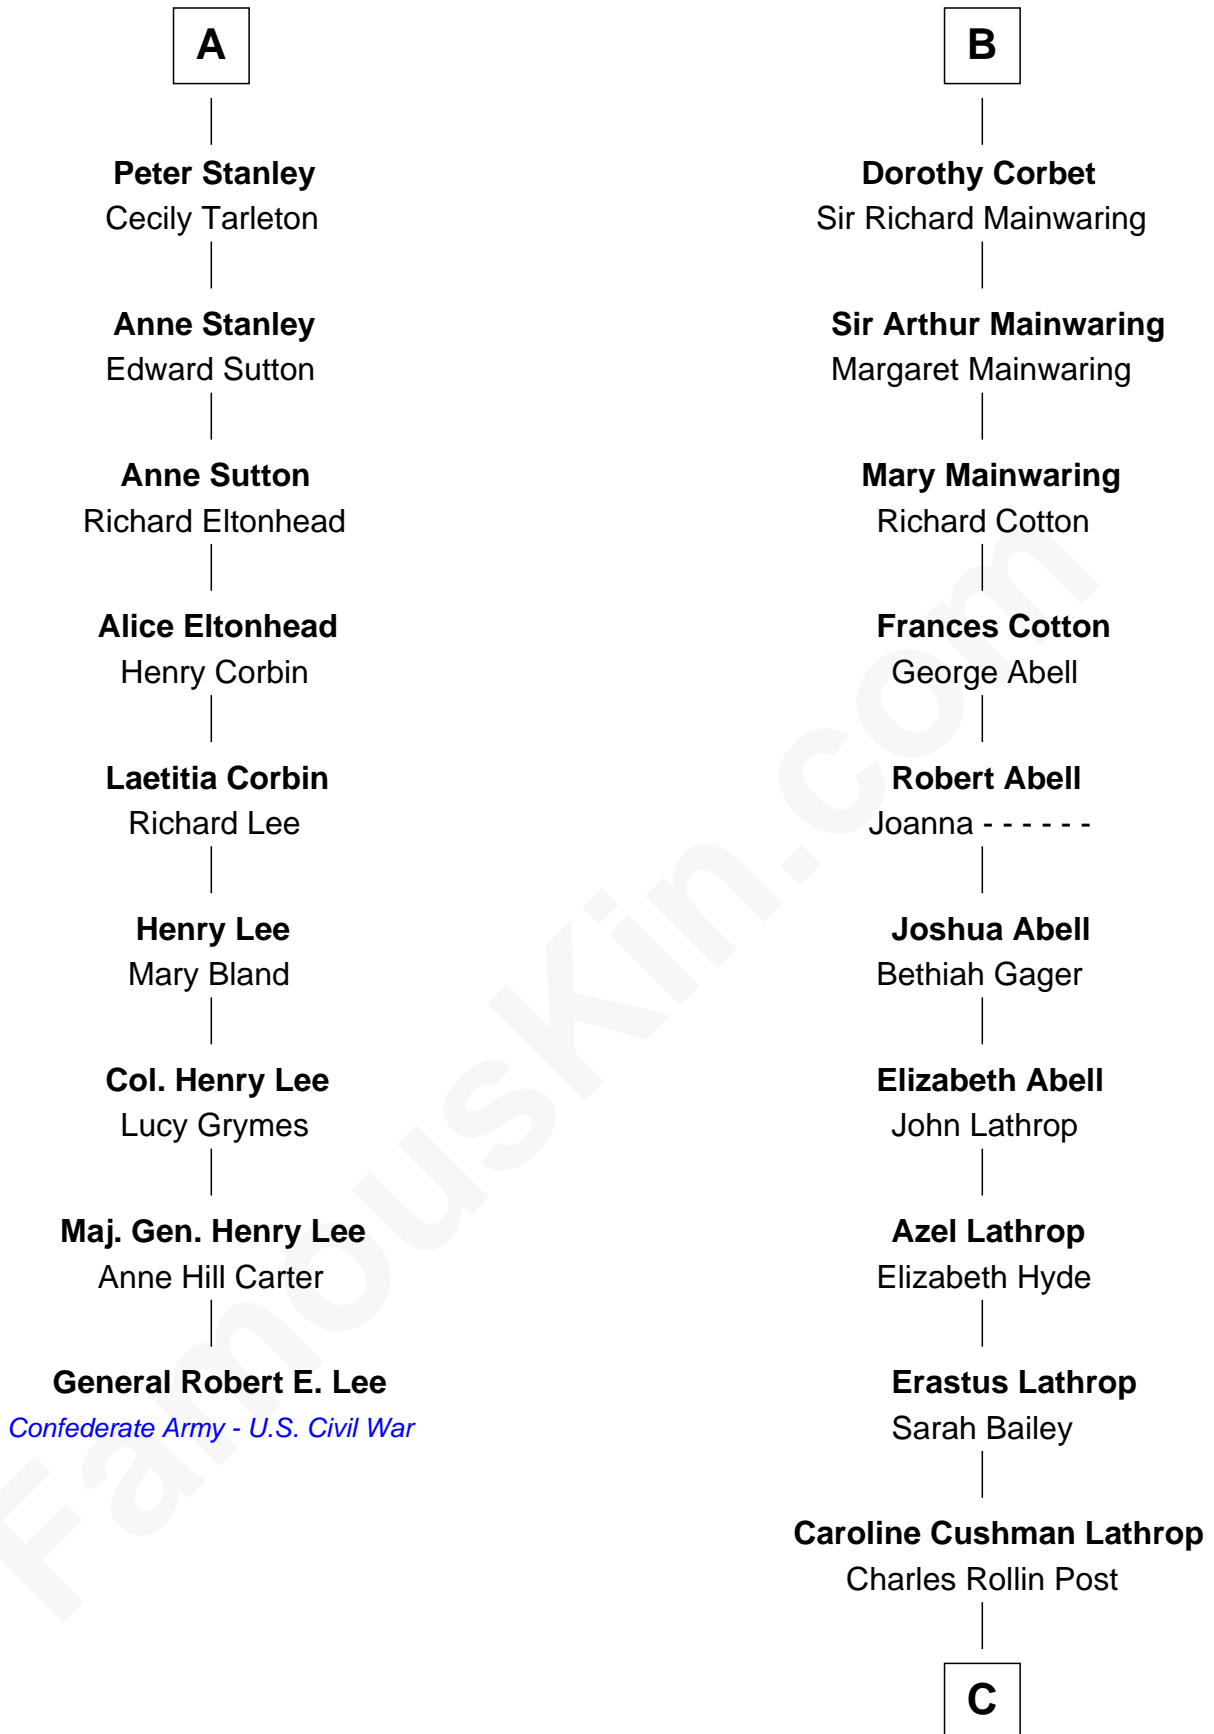 A
Peter Stanley
Cecily Tarleton
Anne Stanley
Edward Sutton
Anne Sutton
Richard Eltonhead
Alice Eltonhead
Henry Corbin
Laetitia Corbin
Richard Lee
Henry Lee
Mary Bland
Col. Henry Lee
Lucy Grymes
Maj. Gen. Henry Lee
Anne Hill Carter
General Robert E. Lee
Confederate Army - U.S. Civil War
B
Dorothy Corbet
Sir Richard Mainwaring
Sir Arthur Mainwaring
Margaret Mainwaring
Mary Mainwaring
Richard Cotton
Frances Cotton
George Abell
Robert Abell
Joanna - - - - - -
Joshua Abell
Bethiah Gager
Elizabeth Abell
John Lathrop
Azel Lathrop
Elizabeth Hyde
Erastus Lathrop
Sarah Bailey
Caroline Cushman Lathrop
Charles Rollin Post
C
FamousKin.com